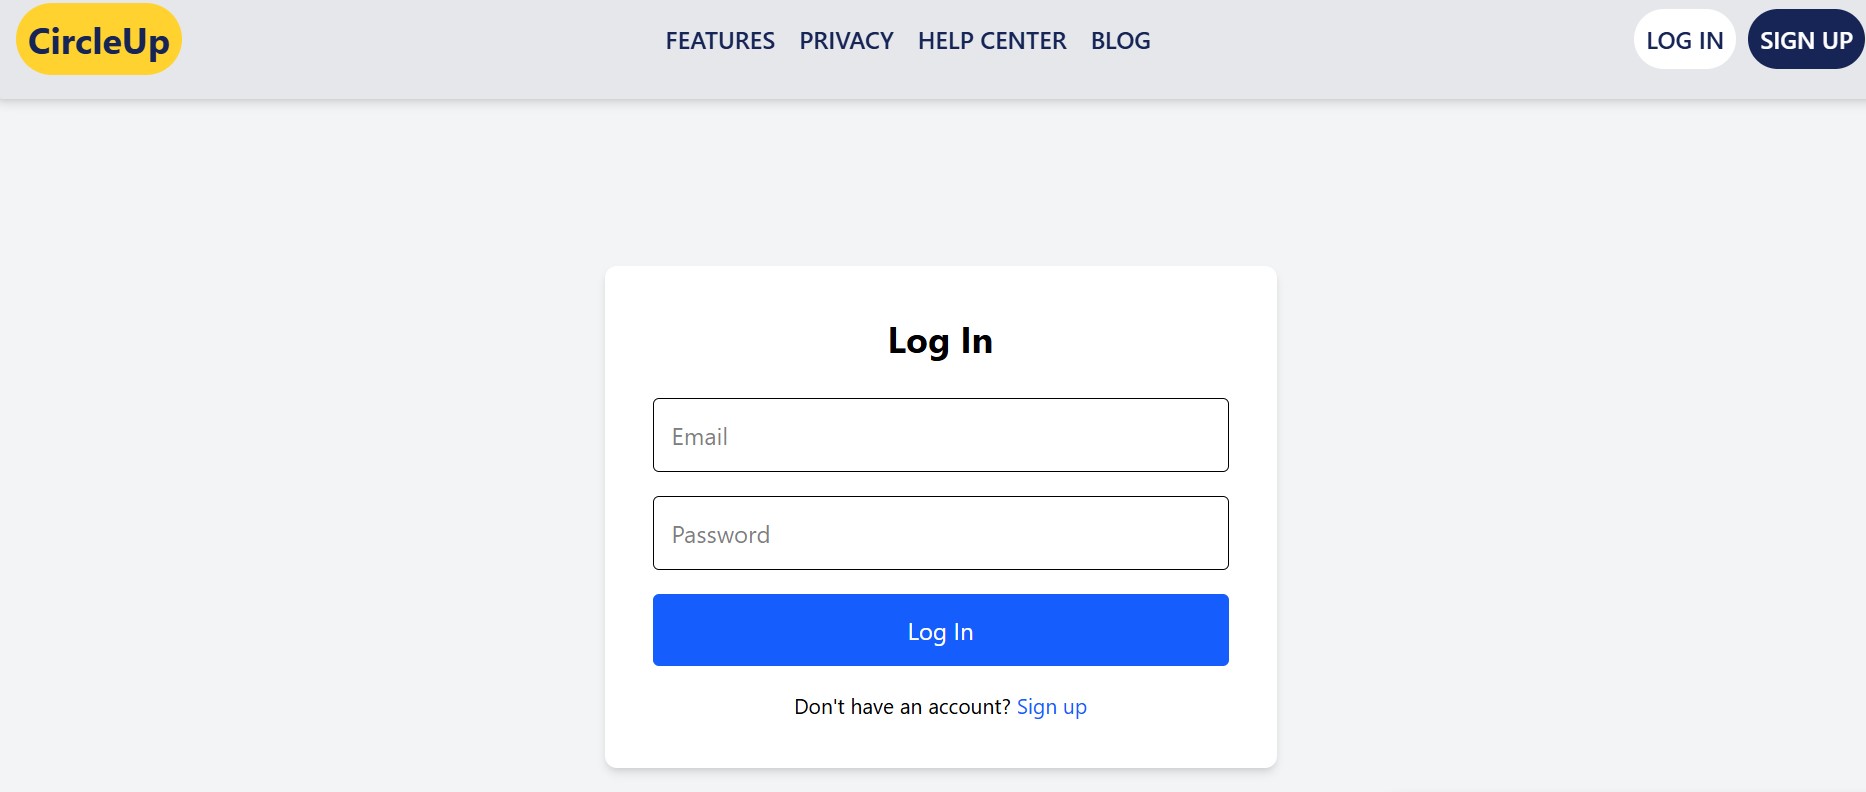 CircleUp FEATURES PRIVACY HELP CENTER BLOG LOG IN SIGN UP
Log In
Email
Password
Log In
Don't have an account? Sign up